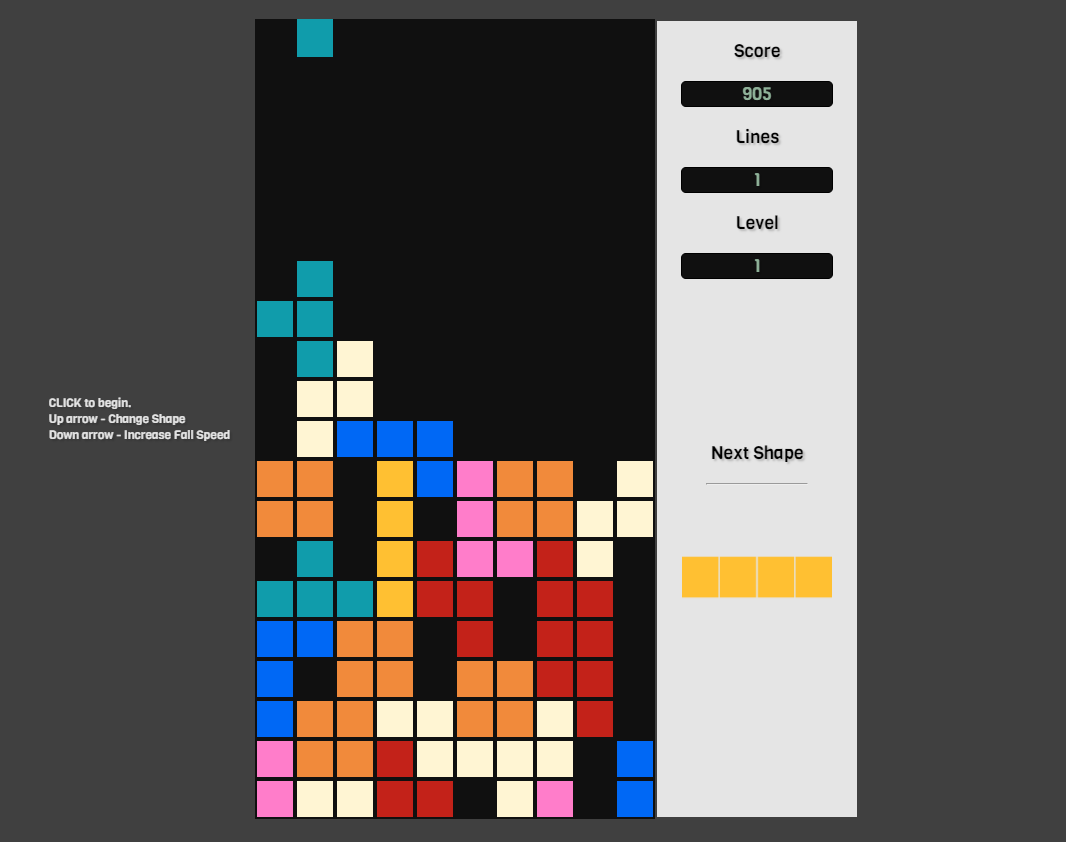 Score
905
Lines
1
Level
1
CLICK to begin.
Up arrow - Change Shape
Down arrow - Increase Fall Speed
Next Shape